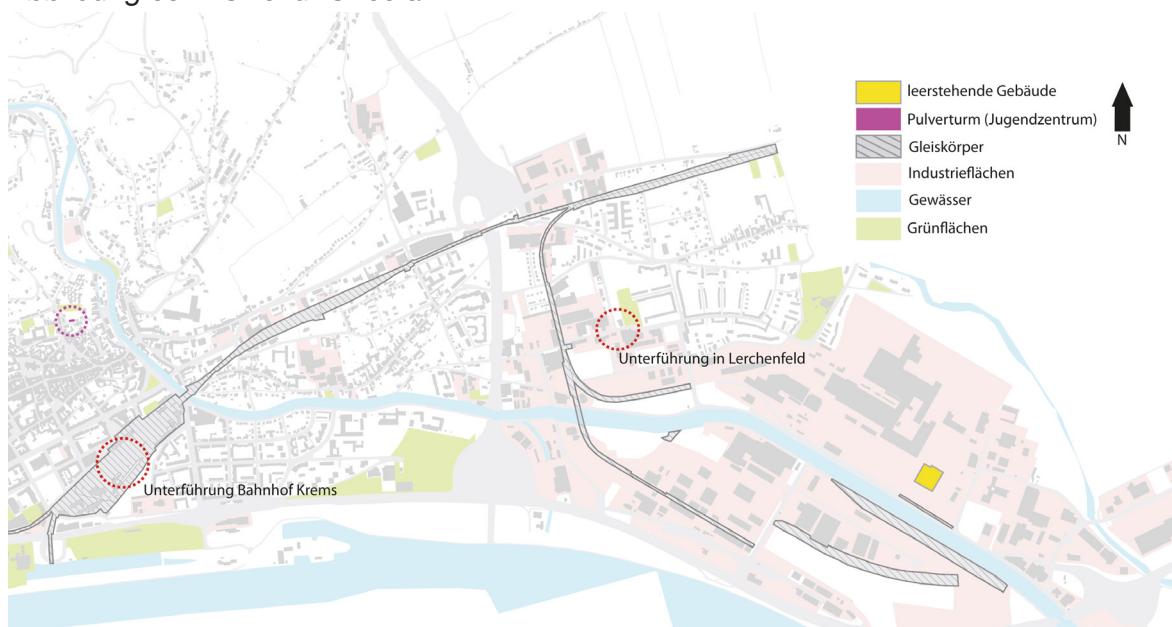 leerstehende Gebäude
Pulverturm (Jugendzentrum)
Gleiskörper
Industrieflächen
Gewässer
Grünflächen
N
Unterführung in Lerchenfeld
Unterführung Bahnhof Krems